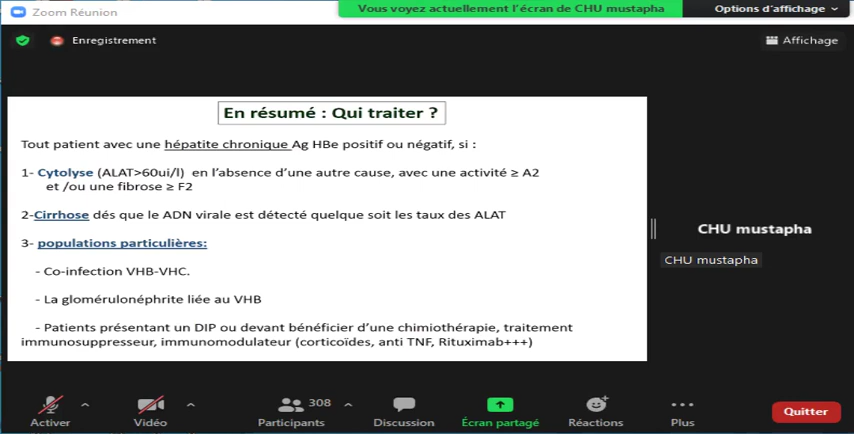 Zoom Réunion
Vous voyez actuellement l'écran de CHU mustapha
Options d'affichage
Enregistrement
Affichage
En résumé : Qui traiter ?
Tout patient avec une hépatite chronique Ag HBe positif ou négatif, si :
1- Cytolyse (ALAT>60ui/l) en l'absence d'une autre cause, avec une activité ≥ A2
et /ou une fibrose ≥ F2
2-Cirrhose dés que le ADN virale est détecté quelque soit les taux des ALAT
3- populations particulières:
- Co-infection VHB-VHC.
- La glomérulonéphrite liée au VHB
- Patients présentant un DIP ou devant bénéficier d'une chimiothérapie, traitement
immunosuppresseur, immunomodulateur (corticoïdes, anti TNF, Rituximab+++)
CHU mustapha
CHU mustapha
308
Activer
Vidéo
Participants
Discussion
Écran partagé
Réactions
Plus
Quitter